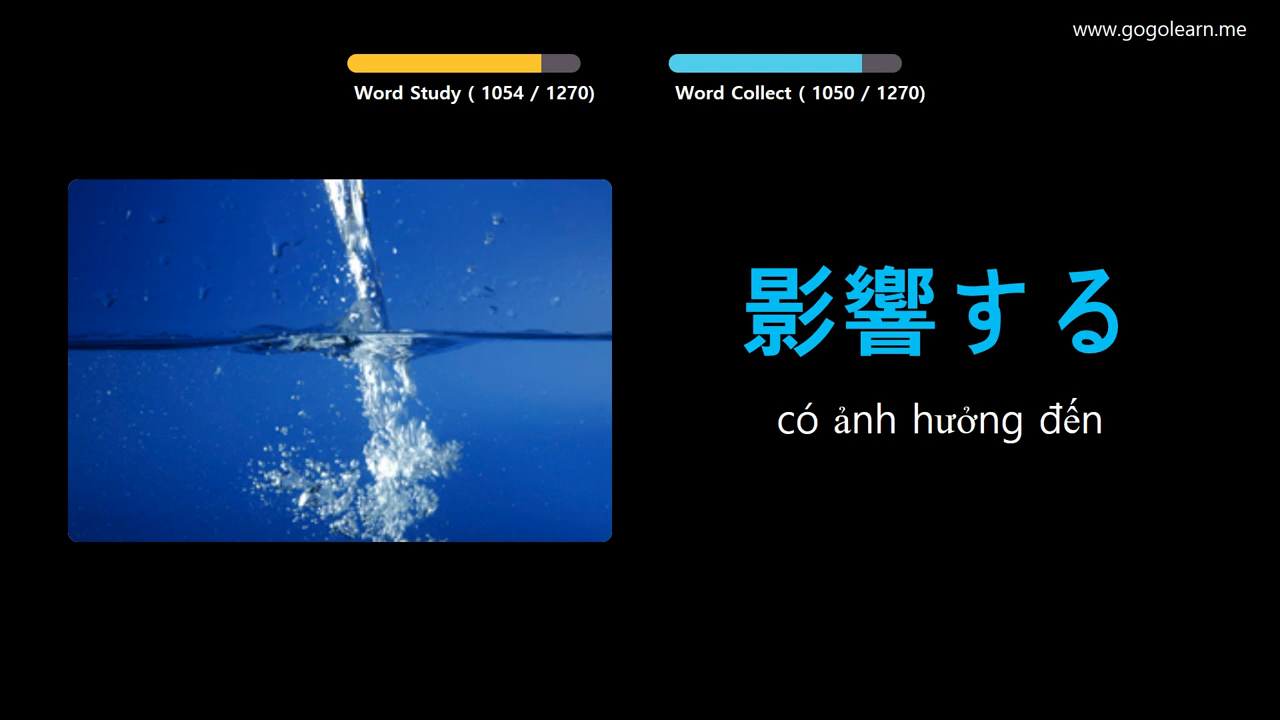 www.gogolearn.me
Word Study ( 1054 / 1270)
Word Collect ( 1050 / 1270)
影響する
có ảnh hưởng đến